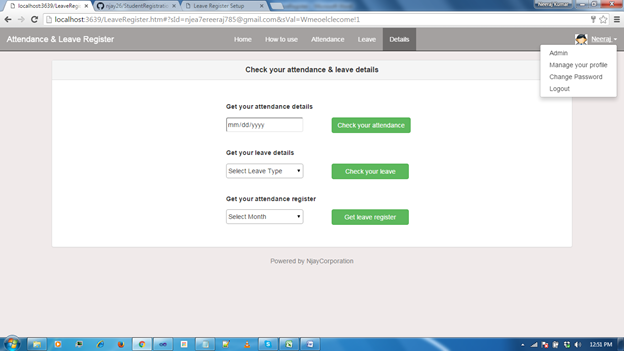 localhost:3639/LeaveRegis
njay26/StudentRegistratio
Leave Register Setup
Neeraj Kumar
localhost:3639/LeaveRegister.htm#?sId=njea7ereeraj785@gmail.com&sVal=Wmeoelclecome!1
Attendance & Leave Register
Home
How to use
Attendance
Leave
Details
Neeraj
Admin
Manage your profile
Change Password
Logout
Check your attendance & leave details
Get your attendance details
mm/dd/yyyy
Check your attendance
Get your leave details
Select Leave Type
Check your leave
Get your attendance register
Select Month
Get leave register
Powered by NjayCorporation
12:51 PM